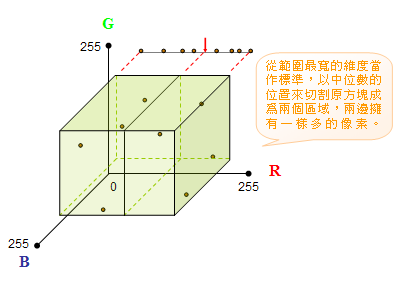 G
255
從範圍最寬的維度當
作標準，以中位數的
位置來切割原方塊成
爲兩個區域，兩邊擁
有一樣多的像素。
R
0
255
255
B